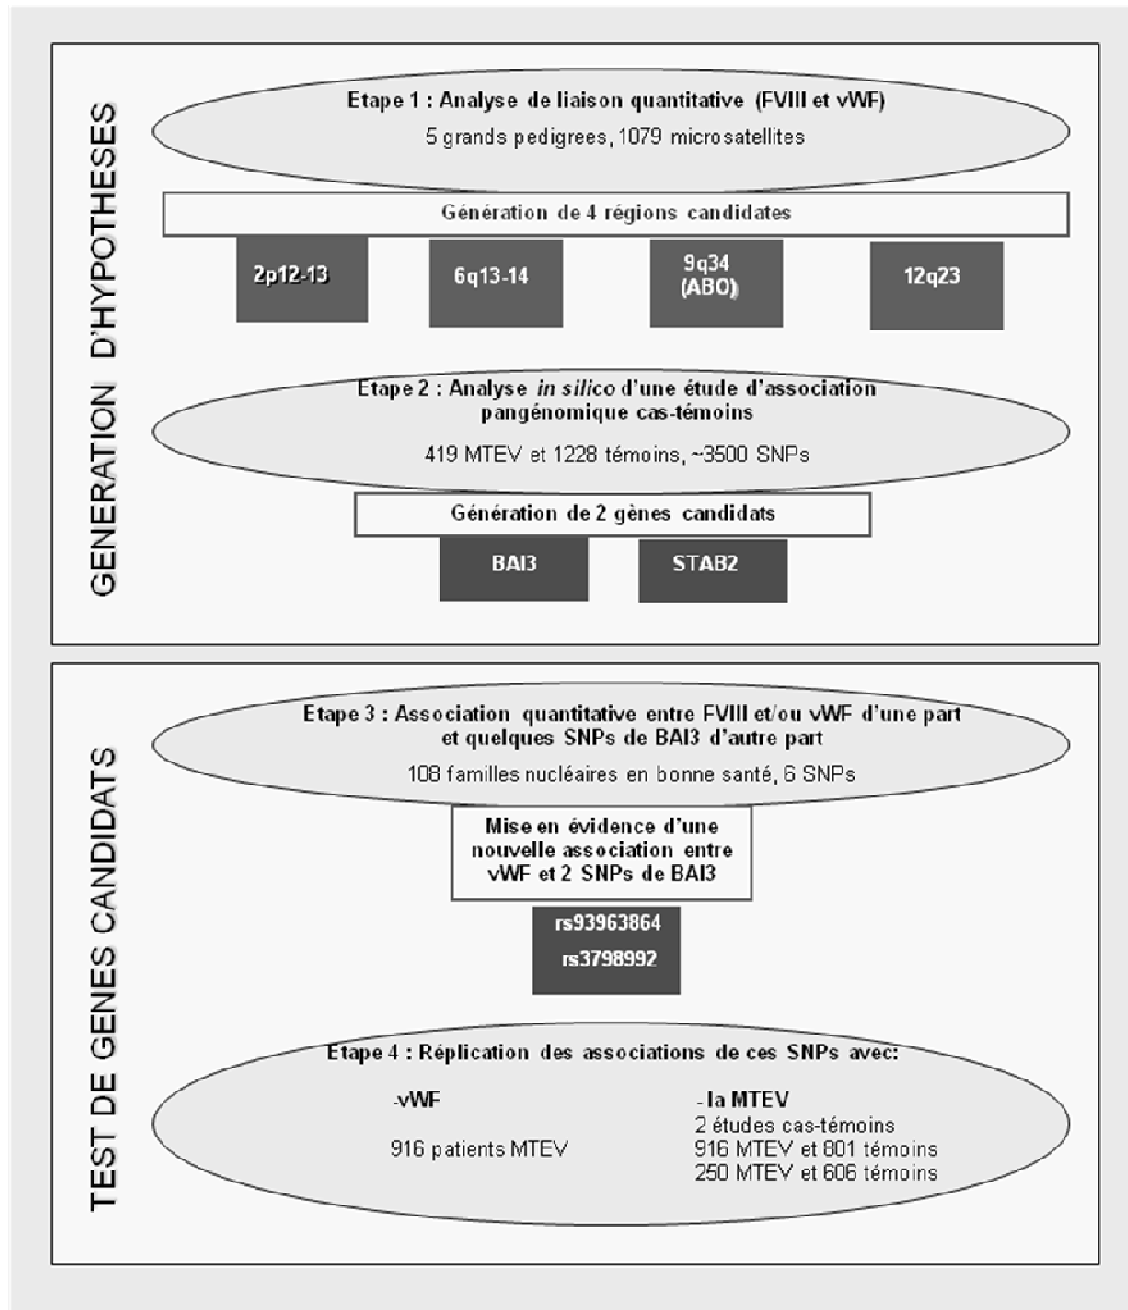 GENERATION D'HYPOTHESES
Etape 1 : Analyse de liaison quantitative (FVIII et vWF)
5 grands pedigrees, 1079 microsatellites
Génération de 4 régions candidates
2p12-13
6q13-14
9q34
(ABO)
12q23
Etape 2 : Analyse in silico d'une étude d'association
pangénomique cas-témoins
419 MTEV et 1228 témoins, ~3500 SNPs
Génération de 2 gènes candidats
BAI3
STAB2
TEST DE GENES CANDIDATS
Etape 3 : Association quantitative entre FVIII et/ou vWF d'une part
et quelques SNPs de BAI3 d'autre part
108 familles nucléaires en bonne santé, 6 SNPs
Mise en évidence d'une
nouvelle association entre
vWF et 2 SNPs de BAI3
rs93963864
rs3798992
Etape 4 : Réplication des associations de ces SNPs avec:
-vWF
916 patients MTEV
- la MTEV
2 études cas-témoins
916 MTEV et 801 témoins
250 MTEV et 606 témoins